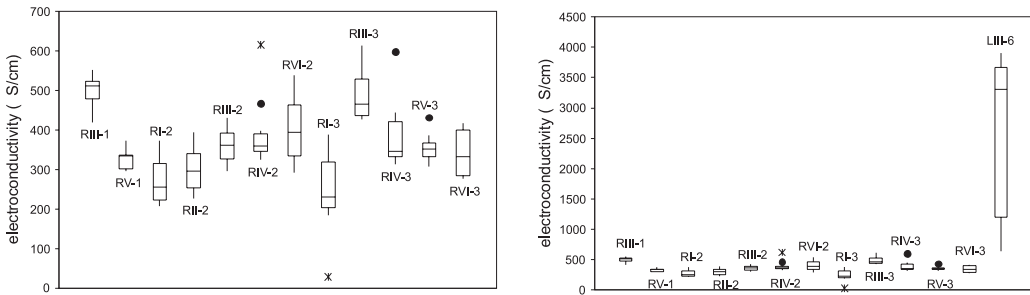 700
600
500
400
300
200
100
0
electroconductivity ( S/cm)
RIII-1
RV-1
RI-2
RII-2
RIII-2
RIV-2
RVI-2
RI-3
RIII-3
RIV-3
RV-3
RVI-3
4500
4000
3500
3000
2500
2000
1500
1000
500
0
electroconductivity ( S/cm)
RIII-1
RV-1
RI-2
RII-2
RIII-2
RIV-2
RVI-2
RI-3
RIII-3
RIV-3
RV-3
RVI-3
LIII-6